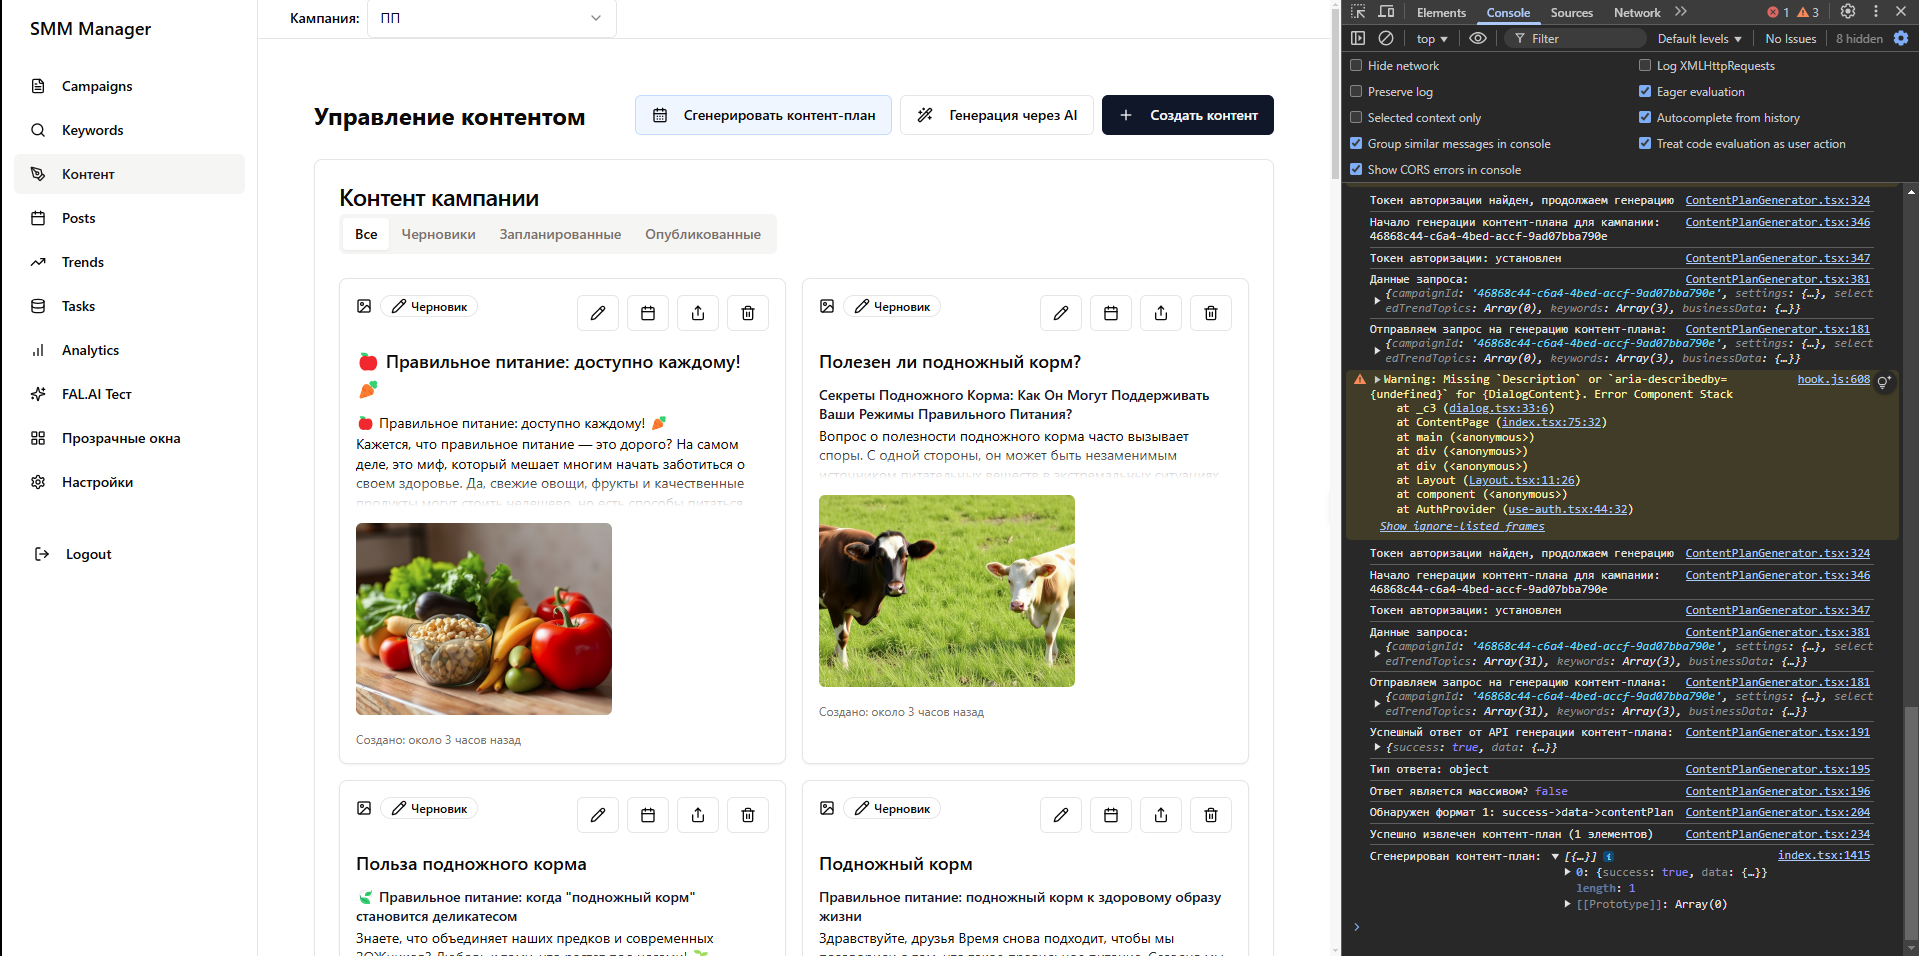 SMM Manager
Campaigns
Keywords
Контент
Posts
Trends
Tasks
Analytics
FAL.AI Тест
Прозрачные окна
Настройки
Logout
Кампания:
ПП
Управление контентом
Сгенерировать контент-план
Генерация через AI
Создать контент
Контент кампании
Все
Черновики
Запланированные
Опубликованные
Черновик
🍎 Правильное питание: доступно каждому!
🥕
🍎 Правильное питание: доступно каждому! 🥕
Кажется, что правильное питание — это дорого? На самом
деле, это миф, который мешает многим начать заботиться о
своем здоровье. Да, свежие овощи, фрукты и качественные
продукты могут стоить недешево, но есть способы питаться
Создано: около 3 часов назад
Черновик
Полезен ли подножный корм?
Секреты Подножного Корма: Как Он Могут Поддерживать
Ваши Режимы Правильного Питания?
Вопрос о полезности подножного корма часто вызывает
споры. С одной стороны, он может быть незаменимым
источником питательных веществ в экстремальных ситуациях,
Создано: около 3 часов назад
Черновик
Польза подножного корма
🌿 Правильное питание: когда "подножный корм"
становится деликатесом
Знаете, что объединяет наших предков и современных
Черновик
Подножный корм
Правильное питание: подножный корм к здоровому образу
жизни
Здравствуйте, друзья Время снова подходит, чтобы мы
Elements
Console
Sources
Network
1
3
top
Filter
Default levels
No Issues
8 hidden
Hide network
Log XMLHttpRequests
Preserve log
Eager evaluation
Selected context only
Autocomplete from history
Group similar messages in console
Treat code evaluation as user action
Show CORS errors in console
Токен авторизации найден, продолжаем генерацию ContentPlanGenerator.tsx:324
Начало генерации контент-плана для кампании: ContentPlanGenerator.tsx:346
46868c44-c6a4-4bed-accf-9ad07bba790e
Токен авторизации: установлен ContentPlanGenerator.tsx:347
Данные запроса: ContentPlanGenerator.tsx:381
{campaignId: '46868c44-c6a4-4bed-accf-9ad07bba790e', settings: {…}, select
edTrendTopics: Array(0), keywords: Array(3), businessData: {…}}
Отправляем запрос на генерацию контент-плана: ContentPlanGenerator.tsx:181
{campaignId: '46868c44-c6a4-4bed-accf-9ad07bba790e', settings: {…}, select
edTrendTopics: Array(0), keywords: Array(3), businessData: {…}}
Warning: Missing `Description` or `aria-describedby= hook.js:608
{undefined}` for {DialogContent}. Error Component Stack
at _c3 (dialog.tsx:33:6)
at ContentPage (index.tsx:75:32)
at main (<anonymous>)
at div (<anonymous>)
at div (<anonymous>)
at Layout (Layout.tsx:11:26)
at component (<anonymous>)
at AuthProvider (use-auth.tsx:44:32)
Show ignore-listed frames
Токен авторизации найден, продолжаем генерацию ContentPlanGenerator.tsx:324
Начало генерации контент-плана для кампании: ContentPlanGenerator.tsx:346
46868c44-c6a4-4bed-accf-9ad07bba790e
Токен авторизации: установлен ContentPlanGenerator.tsx:347
Данные запроса: ContentPlanGenerator.tsx:381
{campaignId: '46868c44-c6a4-4bed-accf-9ad07bba790e', settings: {…}, select
edTrendTopics: Array(31), keywords: Array(3), businessData: {…}}
Отправляем запрос на генерацию контент-плана: ContentPlanGenerator.tsx:181
{campaignId: '46868c44-c6a4-4bed-accf-9ad07bba790e', settings: {…}, select
edTrendTopics: Array(31), keywords: Array(3), businessData: {…}}
Успешный ответ от API генерации контент-плана: ContentPlanGenerator.tsx:191
{success: true, data: {…}}
Тип ответа: object ContentPlanGenerator.tsx:195
Ответ является массивом? false ContentPlanGenerator.tsx:196
Обнаружен формат 1: success->data->contentPlan ContentPlanGenerator.tsx:204
Успешно извлечен контент-план (1 элементов) ContentPlanGenerator.tsx:234
Сгенерирован контент-план: [{…}] index.tsx:1415
0: {success: true, data: {…}}
length: 1
[[Prototype]]: Array(0)